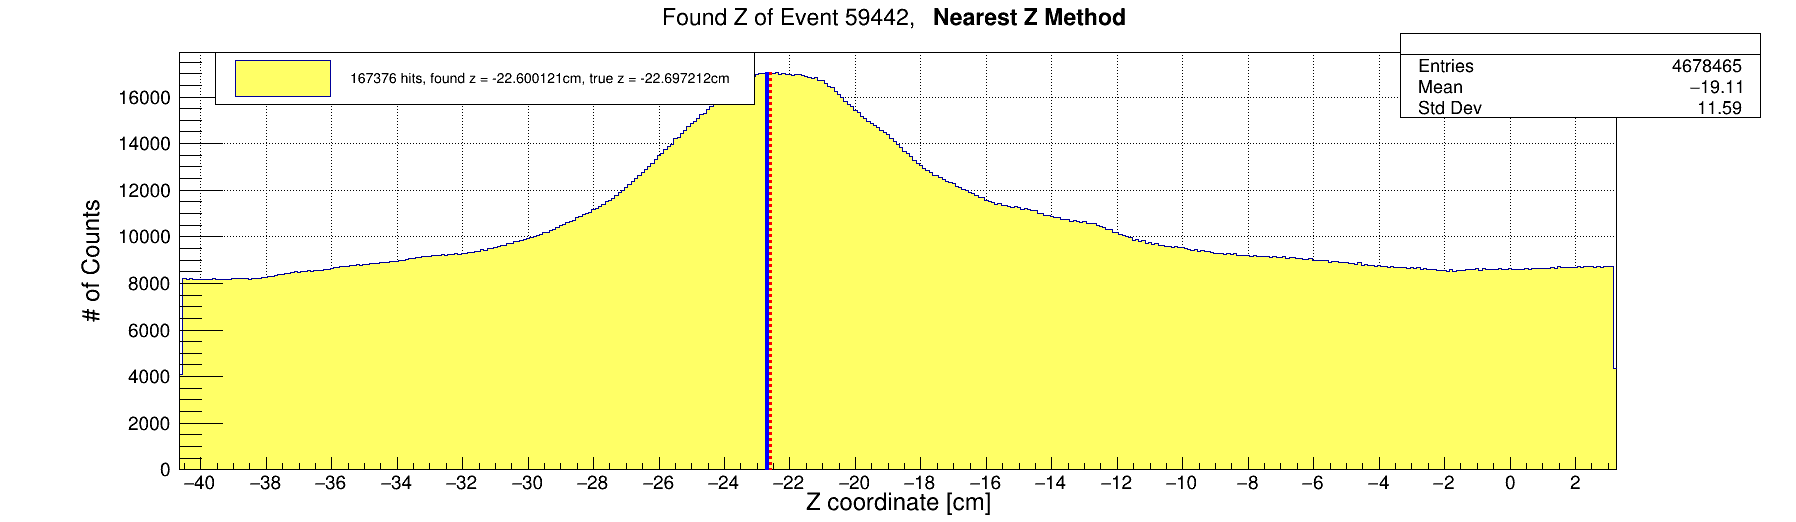 Found Z of Event 59442, Nearest Z Method
167376 hits, found z = -22.600121cm, true z = -22.697212cm
Entries 4678465
Mean −19.11
Std Dev 11.59
# of Counts
16000
14000
12000
10000
8000
6000
4000
2000
0
−40 −38 −36 −34 −32 −30 −28 −26 −24 −22 −20 −18 −16 −14 −12 −10 −8 −6 −4 −2 0 2
Z coordinate [cm]